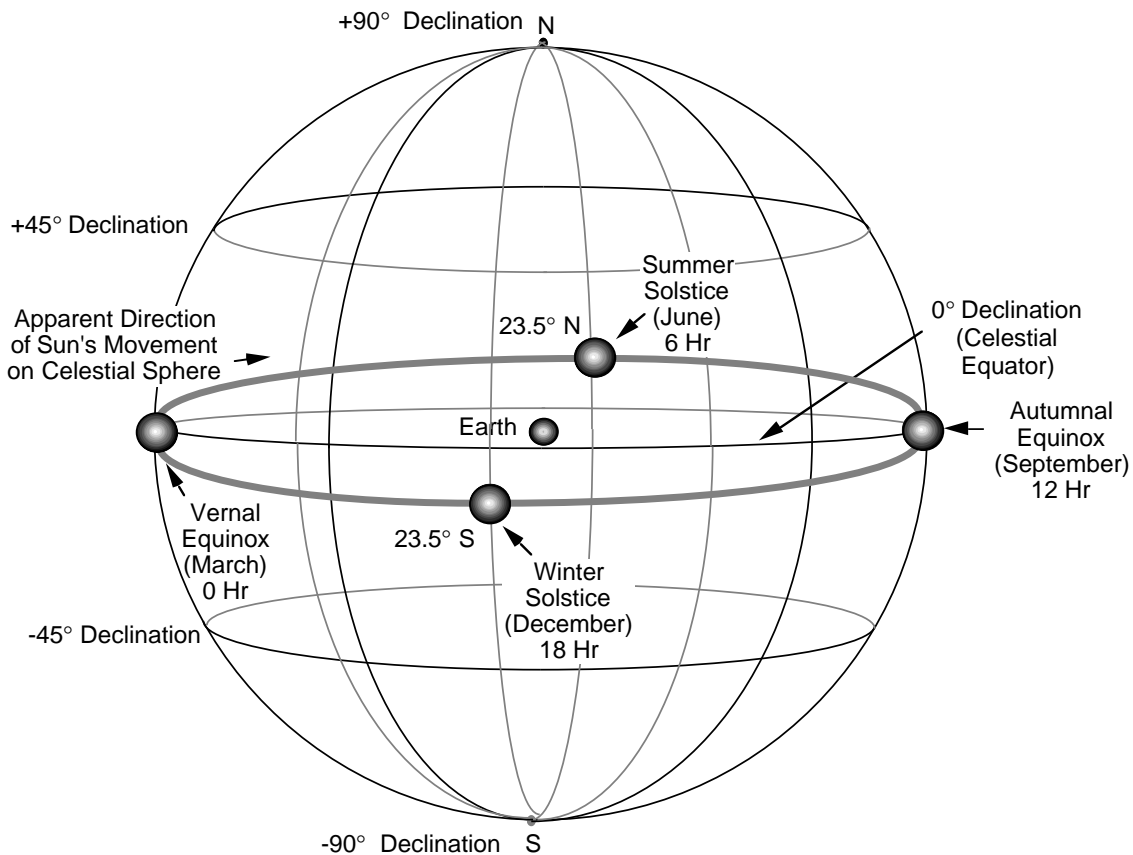 +90° Declination N
+45° Declination
Summer
Solstice
(June)
6 Hr
23.5° N
0° Declination
(Celestial
Equator)
Apparent Direction
of Sun's Movement
on Celestial Sphere
Earth
Autumnal
Equinox
(September)
12 Hr
Vernal
Equinox
(March)
0 Hr
23.5° S
Winter
Solstice
(December)
18 Hr
-45° Declination
-90° Declination S